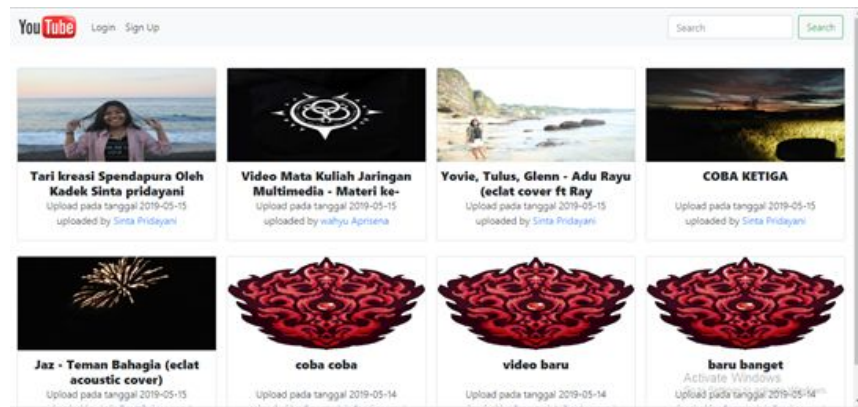 YouTube Login Sign Up Search Search
Tari kreasi Spendapura Oleh
Kadek Sinta pridayani
Upload pada tanggal 2019-05-15
uploaded by Sinta Pridayani
Video Mata Kuliah Jaringan
Multimedia - Materi ke-
Upload pada tanggal 2019-05-15
uploaded by wahyu Aprisena
Yovie, Tulus, Glenn - Adu Rayu
(eclat cover ft Ray
Upload pada tanggal 2019-05-15
uploaded by Sinta Pridayani
COBA KETIGA
Upload pada tanggal 2019-05-15
uploaded by Sinta Pridayani
Jaz - Teman Bahagia (eclat
acoustic cover)
Upload pada tanggal 2019-05-15
coba coba
Upload pada tanggal 2019-05-14
video baru
Upload pada tanggal 2019-05-14
baru banget
Upload pada tanggal 2019-05-14
Activate Windows